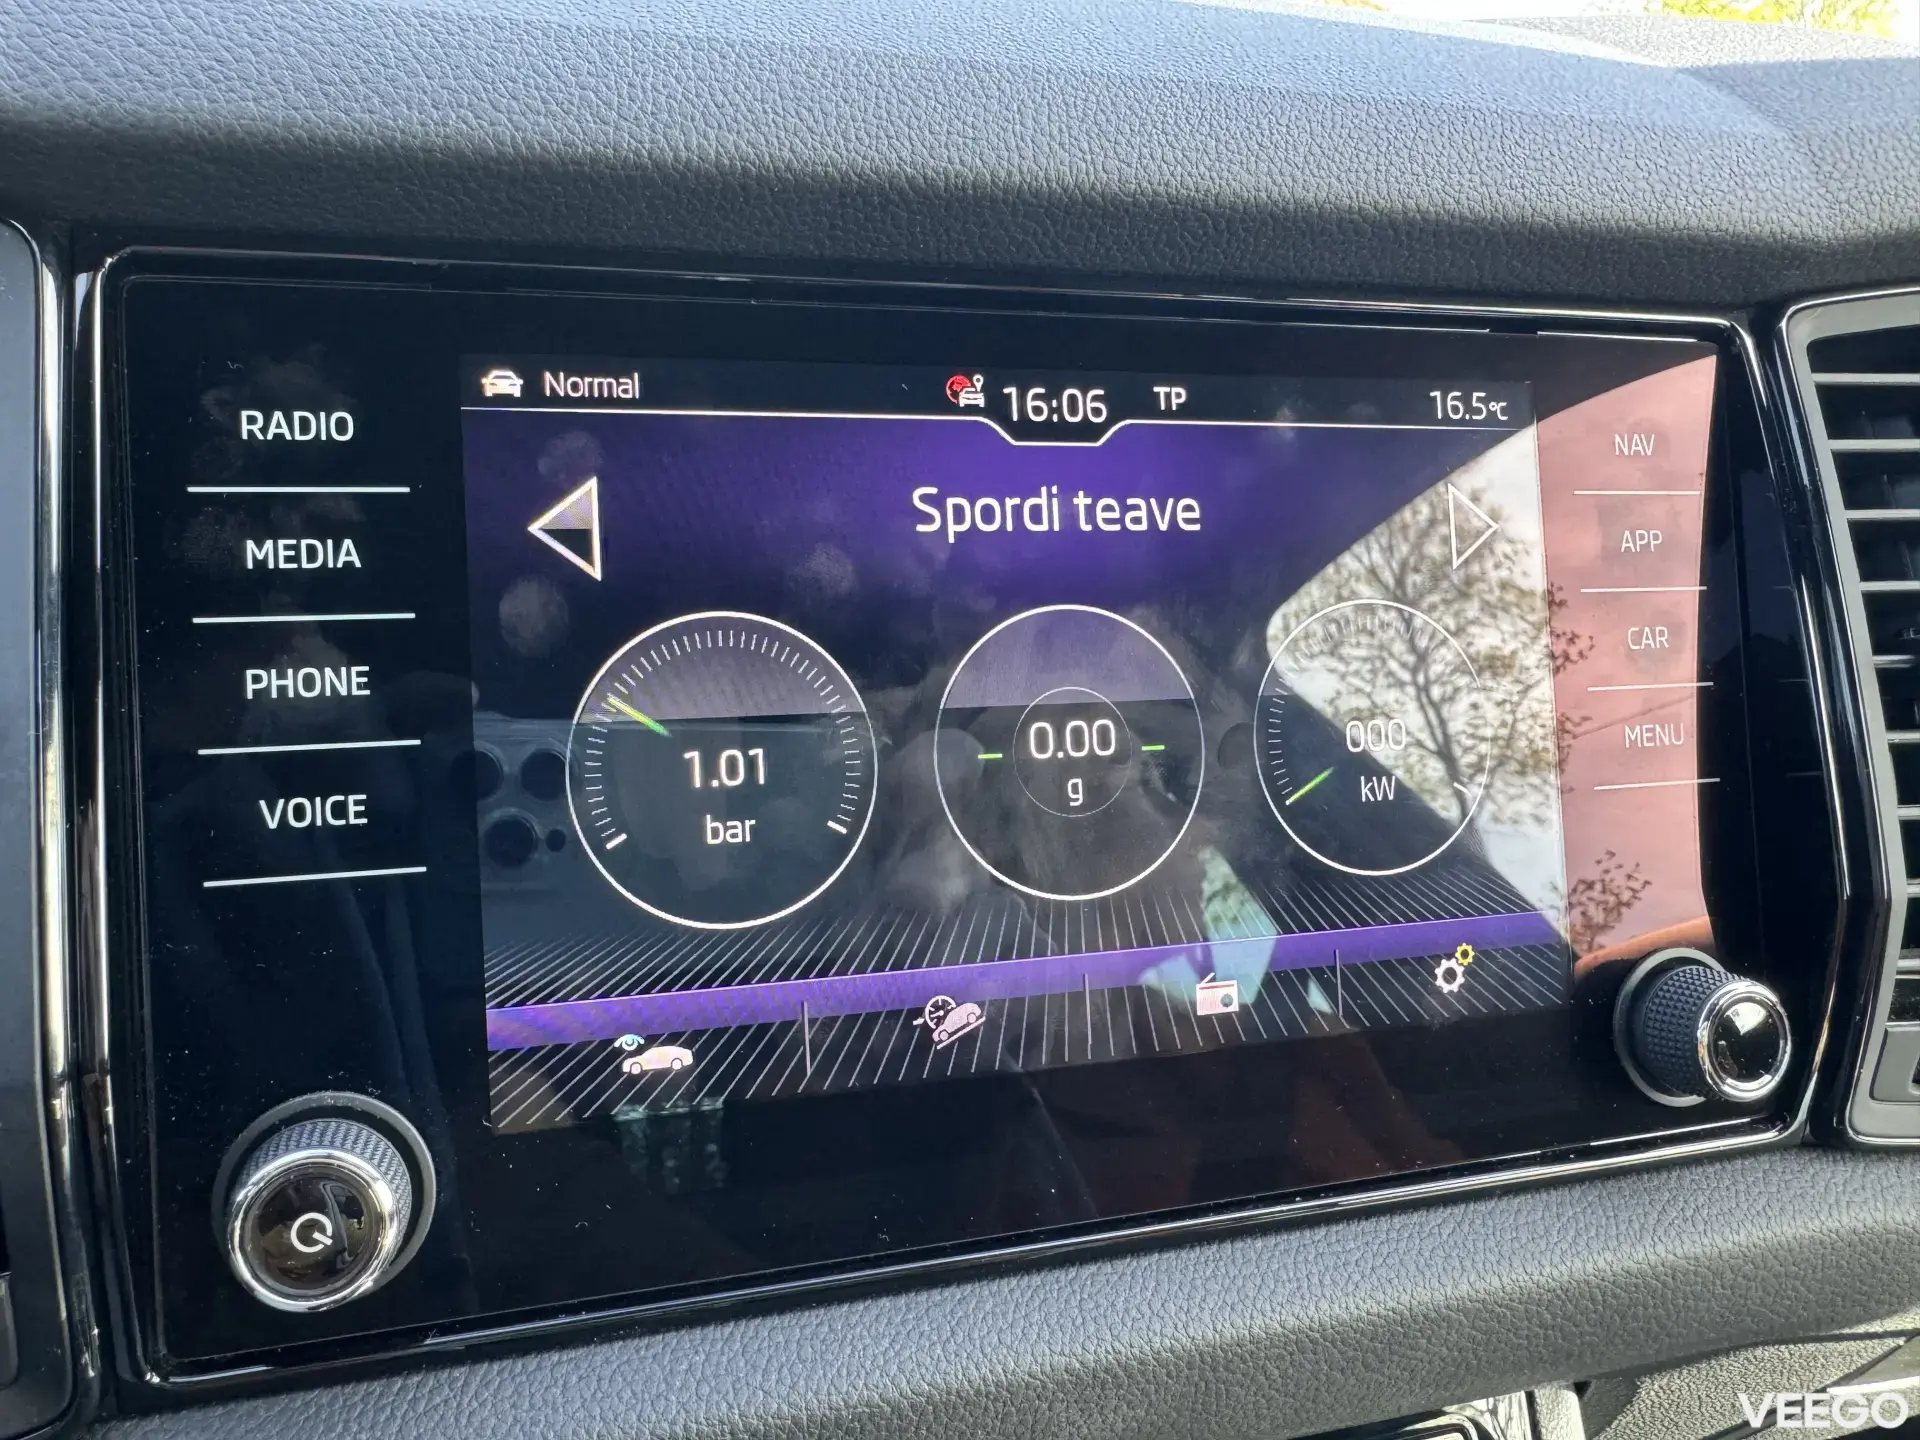 Normal
16:06
TP
16.5°C
RADIO
MEDIA
PHONE
VOICE
Spordi teave
1.01
bar
0.00
g
000
kW
NAV
APP
CAR
MENU
VEEGO